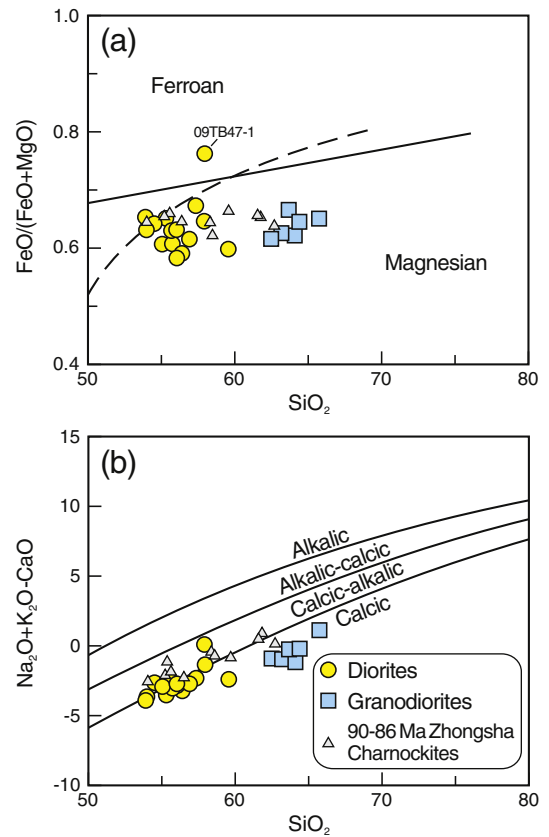 (a)
1.0
0.8
0.6
0.4
FeO/(FeO+MgO)
Ferroan
09TB47-1
Magnesian
50
60
70
80
SiO₂
(b)
15
10
5
0
-5
-10
Na₂O+K₂O-CaO
Alkalic
Alkalic-calcic
Calcic-alkalic
Calcic
Diorites
Granodiorites
90-86 Ma Zhongsha
Charnockites
50
60
70
80
SiO₂